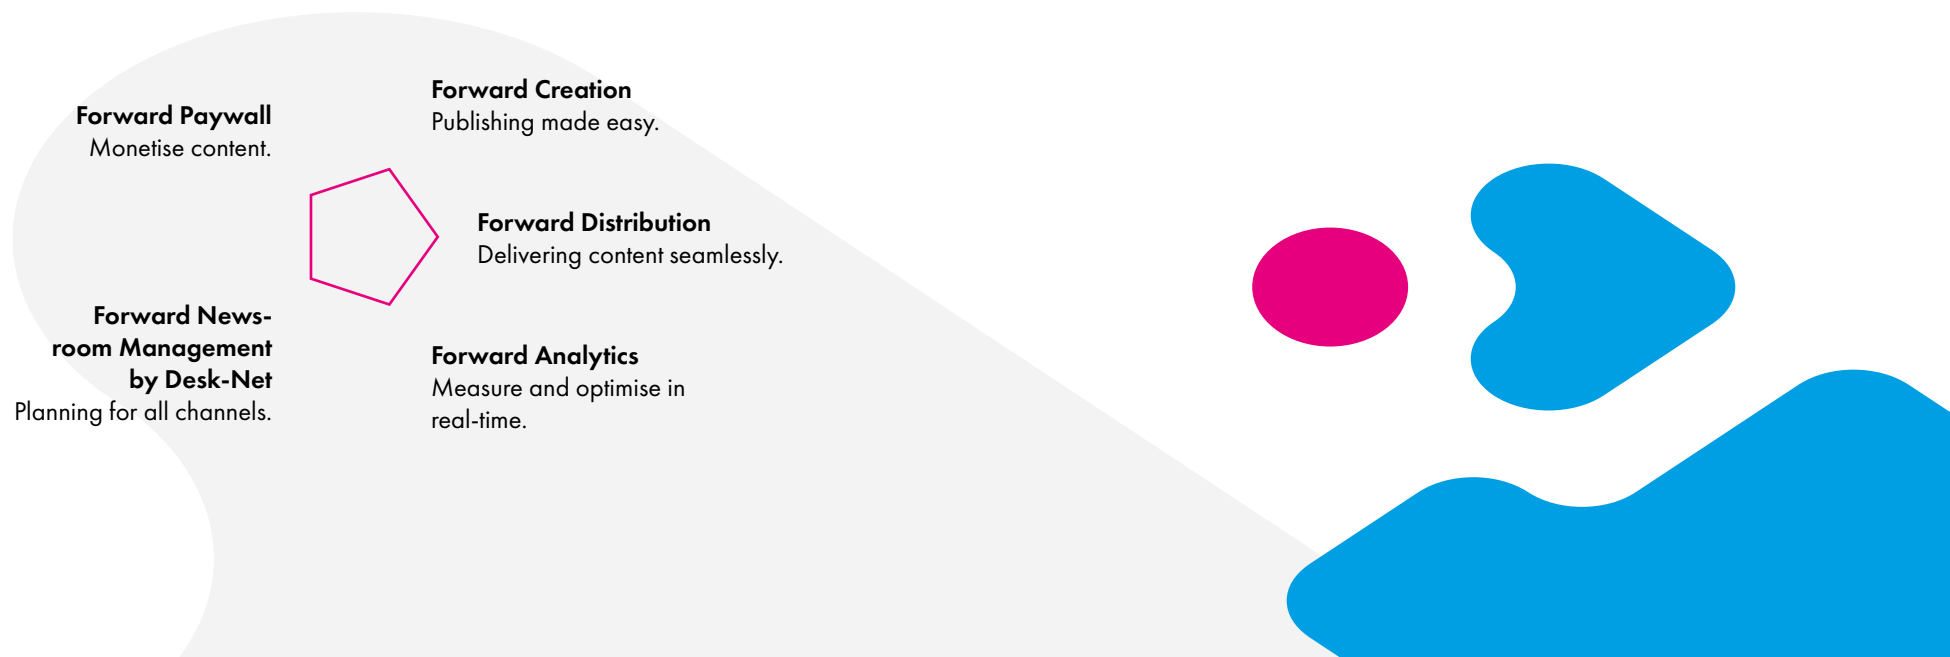 Forward Paywall
Monetise content.
Forward Creation
Publishing made easy.
Forward Distribution
Delivering content seamlessly.
Forward News-
room Management
by Desk-Net
Planning for all channels.
Forward Analytics
Measure and optimise in
real-time.